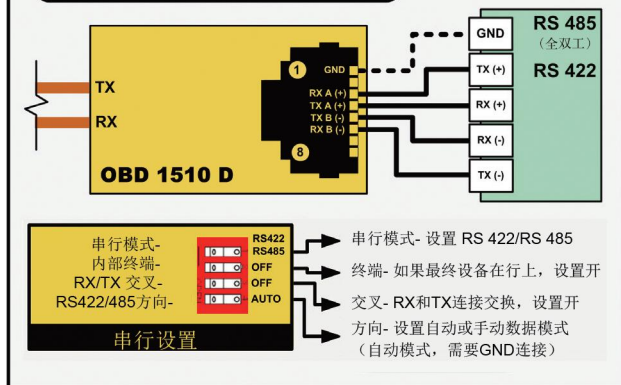 RS 485
(全双工)
RS 422
GND
TX (+)
RX (+)
RX (-)
TX (-)
TX
RX
1
GND
RX A (+)
TX A (+)
TX B (-)
RX B (-)
8
OBD 1510 D
串行模式-
内部终端-
RX/TX 交叉-
RS422/485方向-
RS422
RS485
OFF
OFF
AUTO
串行设置
串行模式- 设置 RS 422/RS 485
终端- 如果最终设备在行上，设置开
交叉- RX和TX连接交换，设置开
方向- 设置自动或手动数据模式
（自动模式，需要GND连接）